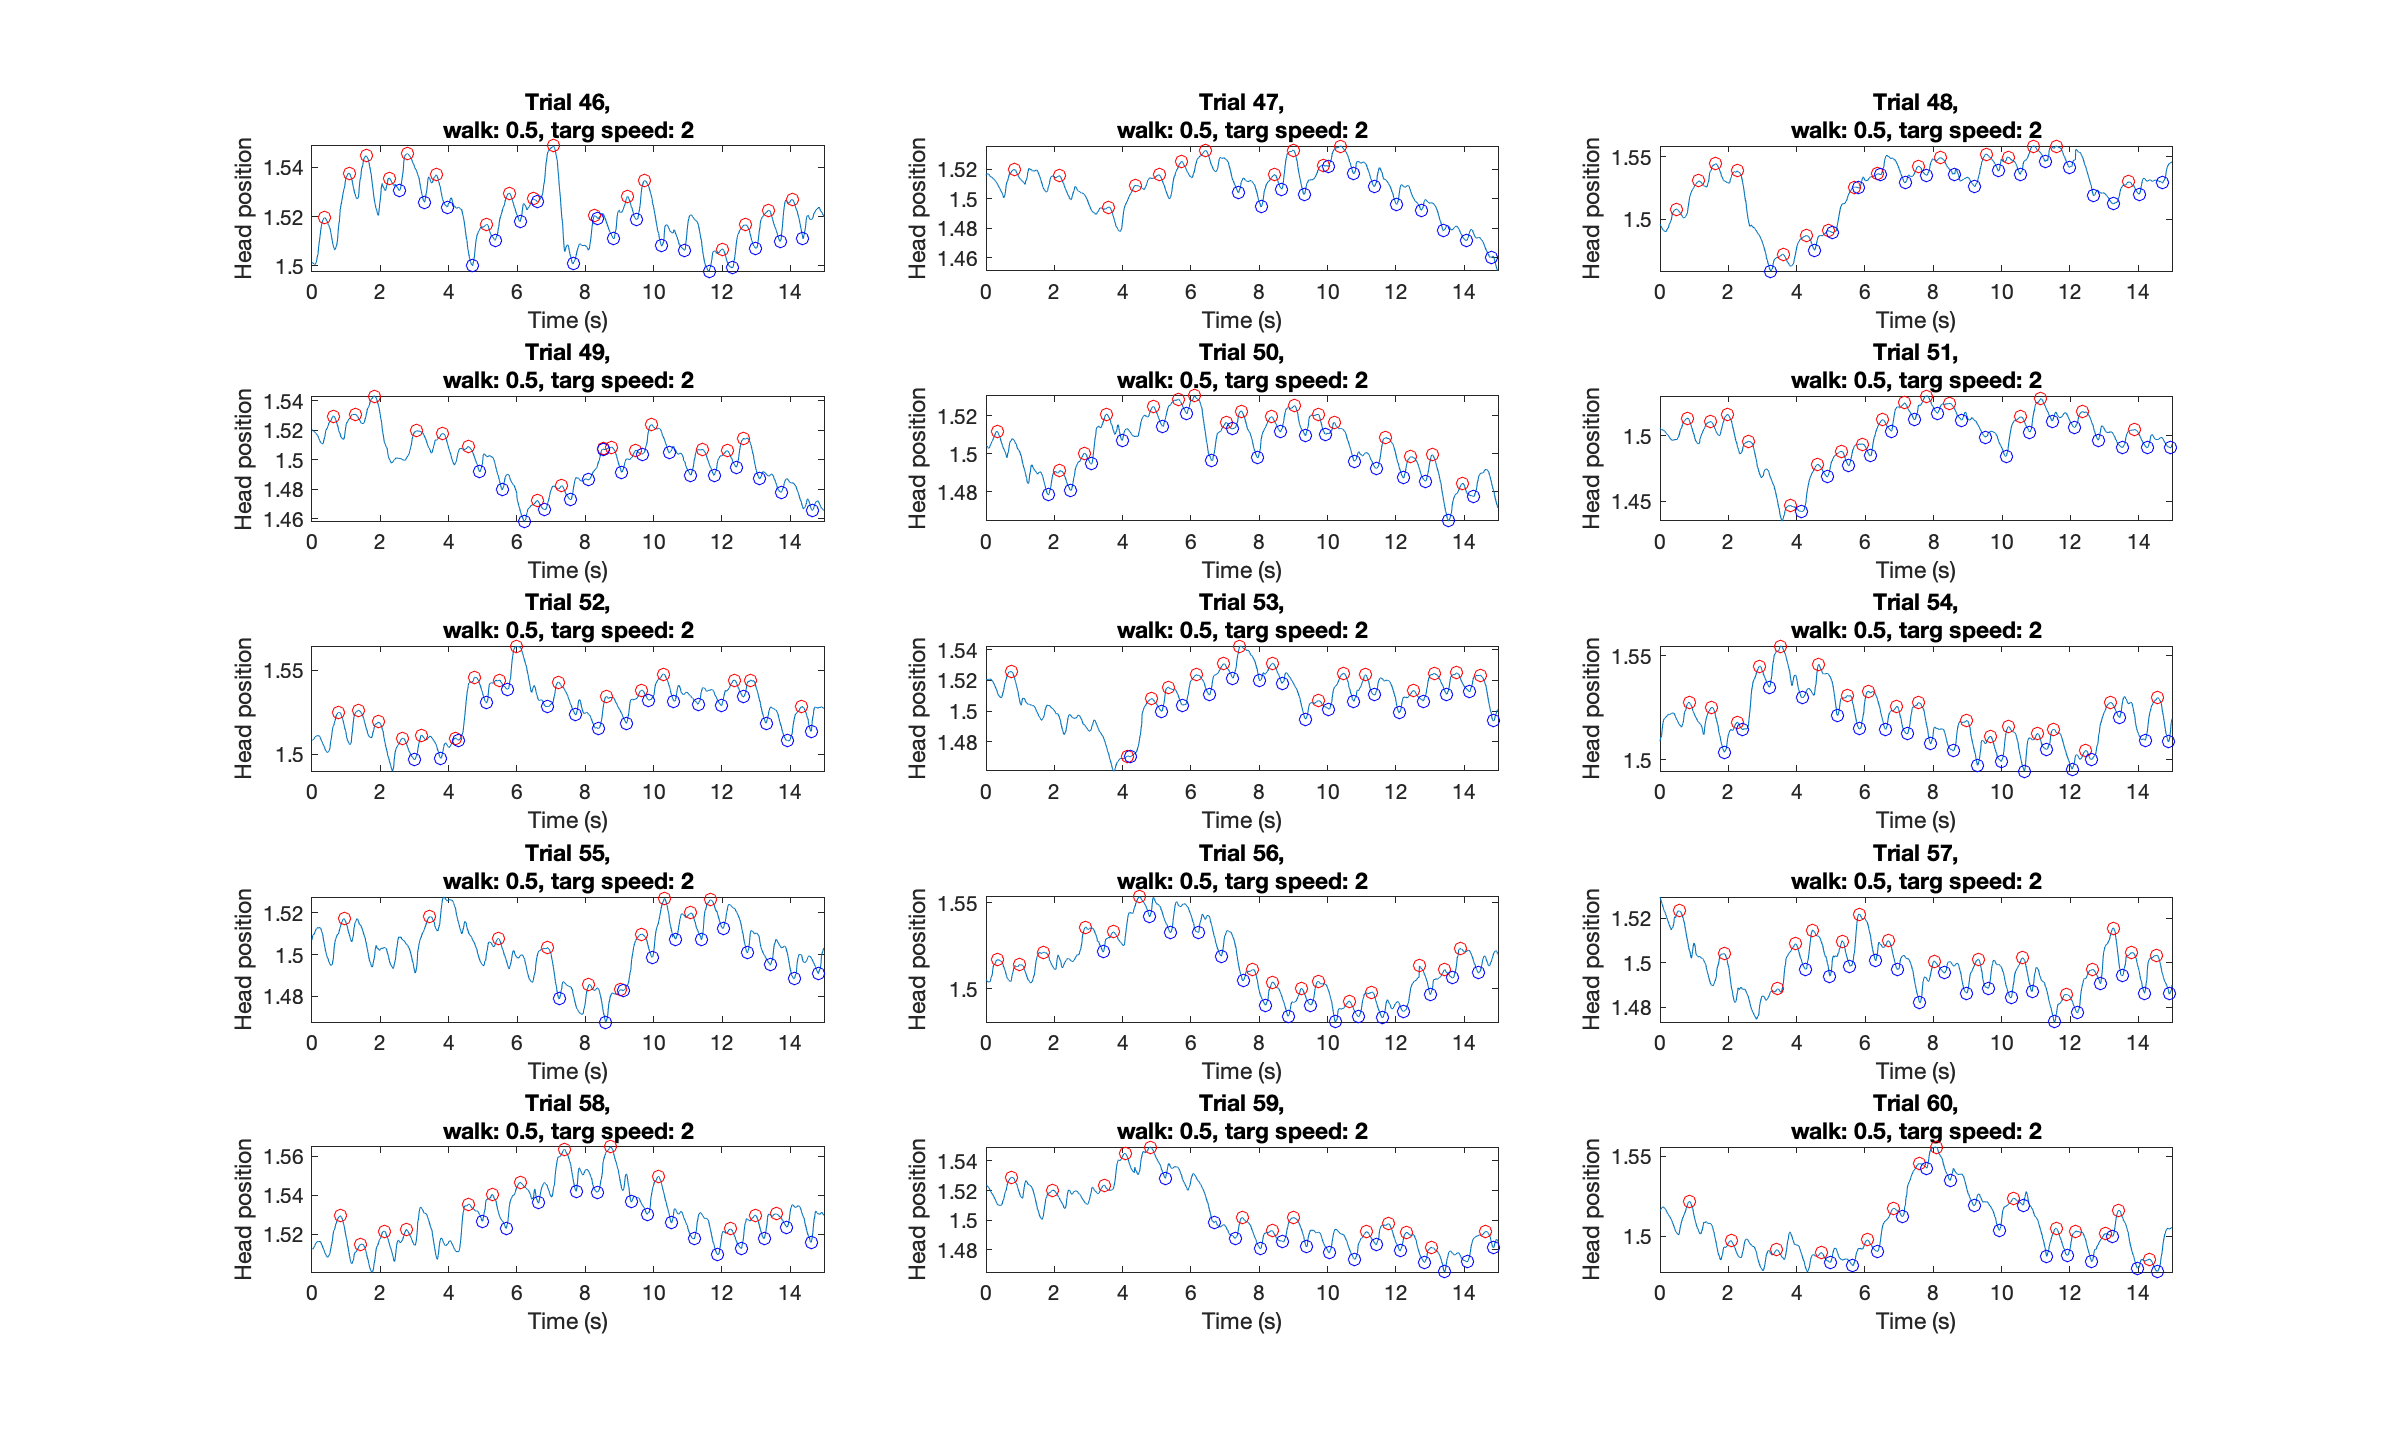 Trial 46,
walk: 0.5, targ speed: 2
Head position
1.54
1.52
1.5
0 2 4 6 8 10 12 14
Time (s)
Trial 47,
walk: 0.5, targ speed: 2
Head position
1.52
1.5
1.48
1.46
0 2 4 6 8 10 12 14
Time (s)
Trial 48,
walk: 0.5, targ speed: 2
Head position
1.55
1.5
0 2 4 6 8 10 12 14
Time (s)
Trial 49,
walk: 0.5, targ speed: 2
Head position
1.54
1.52
1.5
1.48
1.46
0 2 4 6 8 10 12 14
Time (s)
Trial 50,
walk: 0.5, targ speed: 2
Head position
1.52
1.5
1.48
0 2 4 6 8 10 12 14
Time (s)
Trial 51,
walk: 0.5, targ speed: 2
Head position
1.5
1.45
0 2 4 6 8 10 12 14
Time (s)
Trial 52,
walk: 0.5, targ speed: 2
Head position
1.55
1.5
0 2 4 6 8 10 12 14
Time (s)
Trial 53,
walk: 0.5, targ speed: 2
Head position
1.54
1.52
1.5
1.48
0 2 4 6 8 10 12 14
Time (s)
Trial 54,
walk: 0.5, targ speed: 2
Head position
1.55
1.5
0 2 4 6 8 10 12 14
Time (s)
Trial 55,
walk: 0.5, targ speed: 2
Head position
1.52
1.5
1.48
0 2 4 6 8 10 12 14
Time (s)
Trial 56,
walk: 0.5, targ speed: 2
Head position
1.55
1.5
0 2 4 6 8 10 12 14
Time (s)
Trial 57,
walk: 0.5, targ speed: 2
Head position
1.52
1.5
1.48
0 2 4 6 8 10 12 14
Time (s)
Trial 58,
walk: 0.5, targ speed: 2
Head position
1.56
1.54
1.52
0 2 4 6 8 10 12 14
Time (s)
Trial 59,
walk: 0.5, targ speed: 2
Head position
1.54
1.52
1.5
1.48
0 2 4 6 8 10 12 14
Time (s)
Trial 60,
walk: 0.5, targ speed: 2
Head position
1.55
1.5
0 2 4 6 8 10 12 14
Time (s)